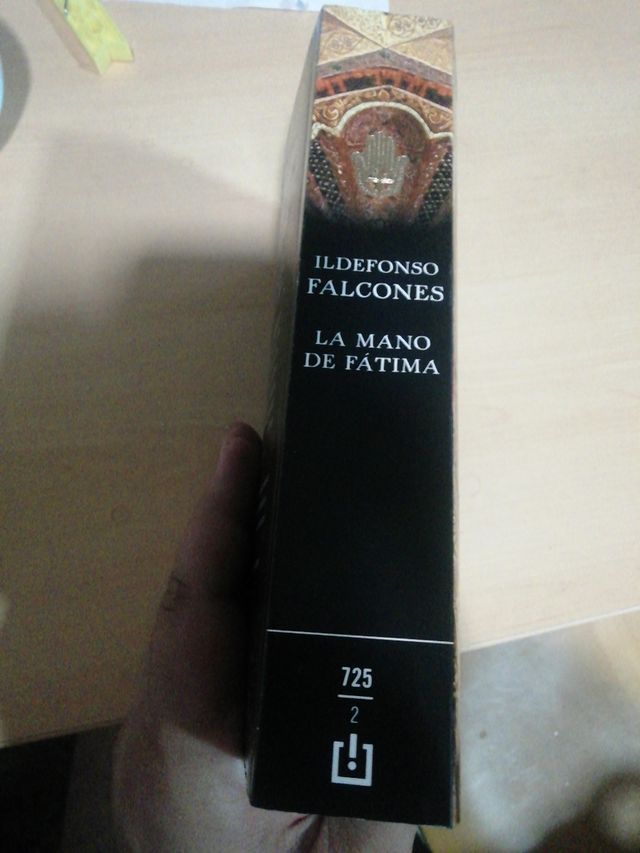 ILDEFONSO
FALCONES
LA MANO
DE FÁTIMA
725
2